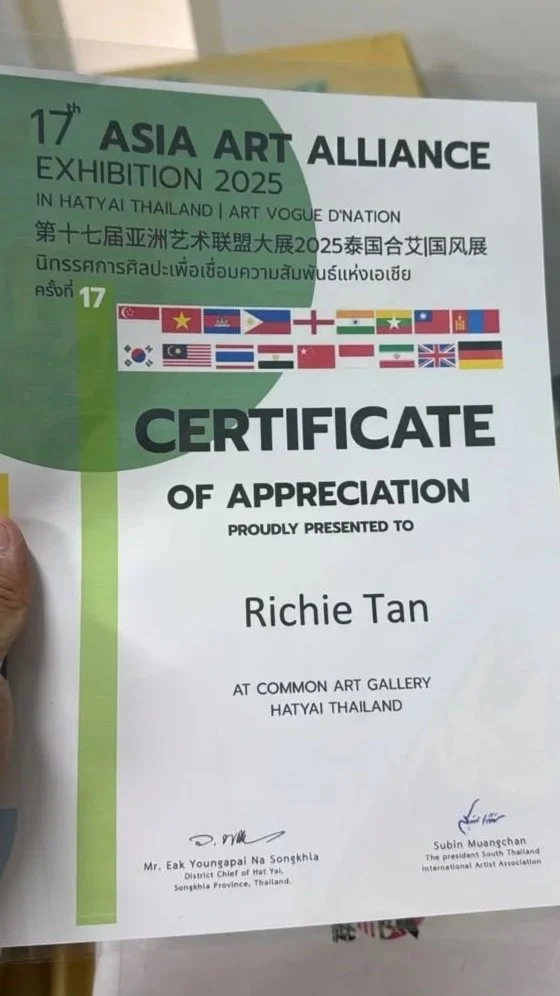 17th ASIA ART ALLIANCE
EXHIBITION 2025
IN HATYAI THAILAND | ART VOGUE D'NATION
第十七届亚洲艺术联盟大展2025泰国合艾|国风展
นิทรรศการศิลปะเพื่อเชื่อมความสัมพันธ์แห่งเอเชีย
ครั้งที่ 17
CERTIFICATE
OF APPRECIATION
PROUDLY PRESENTED TO
Richie Tan
AT COMMON ART GALLERY
HATYAI THAILAND
Mr. Eak Youngapai Na Songkhla
District Chief of Hat Yai,
Songkhla Province, Thailand.
Subin Muangchan
The president South Thailand
International Artist Association